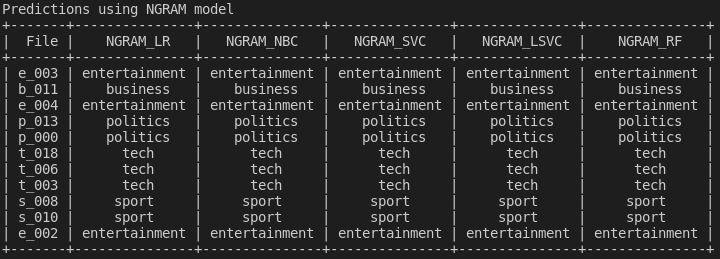 Predictions using NGRAM model
+-------+---------------+---------------+---------------+---------------+---------------+
|  File |    NGRAM_LR   |   NGRAM_NBC   |   NGRAM_SVC   |   NGRAM_LSVC  |    NGRAM_RF   |
+-------+---------------+---------------+---------------+---------------+---------------+
| e_003 | entertainment | entertainment | entertainment | entertainment | entertainment |
| b_011 |    business   |    business   |    business   |    business   |    business   |
| e_004 | entertainment | entertainment | entertainment | entertainment | entertainment |
| p_013 |    politics   |    politics   |    politics   |    politics   |    politics   |
| p_000 |    politics   |    politics   |    politics   |    politics   |    politics   |
| t_018 |      tech     |      tech     |      tech     |      tech     |      tech     |
| t_006 |      tech     |      tech     |      tech     |      tech     |      tech     |
| t_003 |      tech     |      tech     |      tech     |      tech     |      tech     |
| s_008 |     sport     |     sport     |     sport     |     sport     |     sport     |
| s_010 |     sport     |     sport     |     sport     |     sport     |     sport     |
| e_002 | entertainment | entertainment | entertainment | entertainment | entertainment |
+-------+---------------+---------------+---------------+---------------+---------------+